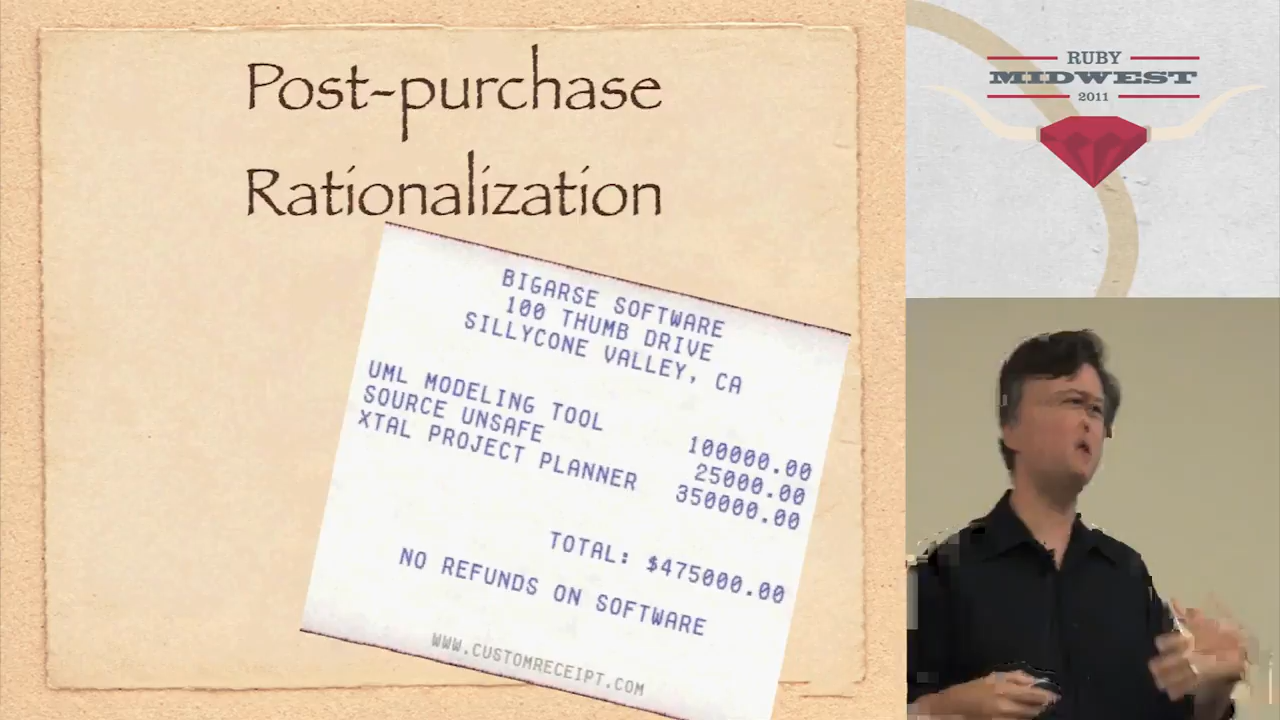 Post-purchase
Rationalization
BIGARSE SOFTWARE
100 THUMB DRIVE
SILLYCONE VALLEY, CA
UML MODELING TOOL 100000.00
SOURCE UNSAFE 25000.00
XTAL PROJECT PLANNER 350000.00
TOTAL: $475000.00
NO REFUNDS ON SOFTWARE
WWW.CUSTOMRECEIPT.COM
RUBY
MIDWEST
2011